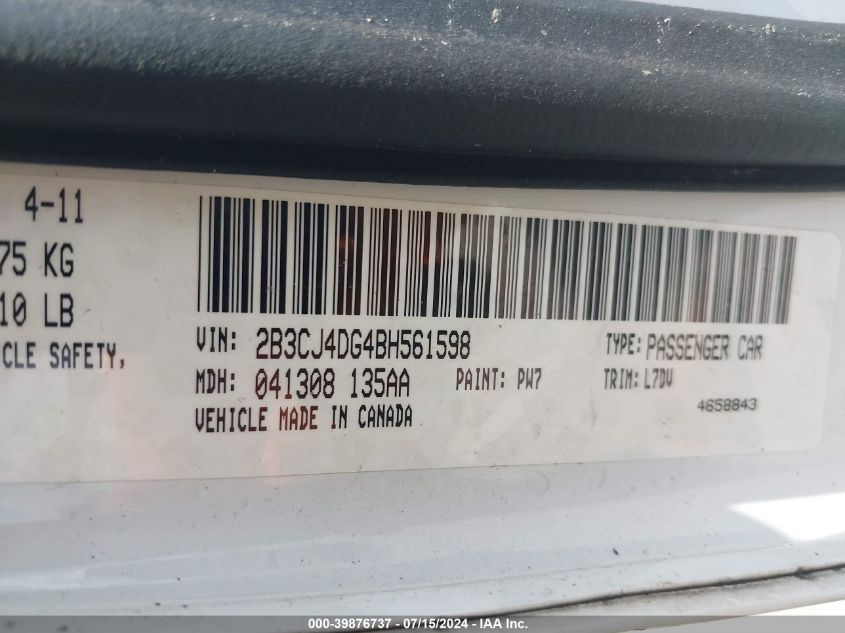 4-11
75 KG
10 LB
CLE SAFETY,
VIN: 2B3CJ4DG4BH561598 TYPE: PASSENGER CAR
MDH: 041308 135AA PAINT: PW7 TRIM: L7DV
VEHICLE MADE IN CANADA 4658843
000-39876737 - 07/15/2024 - IAA Inc.